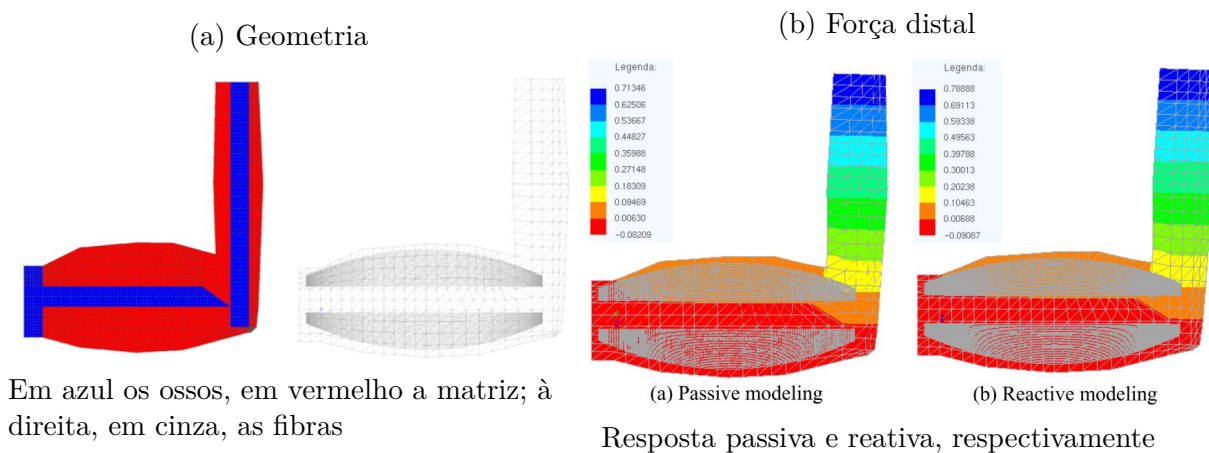 (a) Geometria
Em azul os ossos, em vermelho a matriz; à
direita, em cinza, as fibras
(b) Força distal
Legenda:
0.71346
0.62506
0.53667
0.44827
0.35988
0.27148
0.18309
0.09469
0.00630
−0.08209
(a) Passive modeling
Legenda:
0.78888
0.69113
0.59338
0.49563
0.39788
0.30013
0.20238
0.10463
0.00688
−0.09087
(b) Reactive modeling
Resposta passiva e reativa, respectivamente